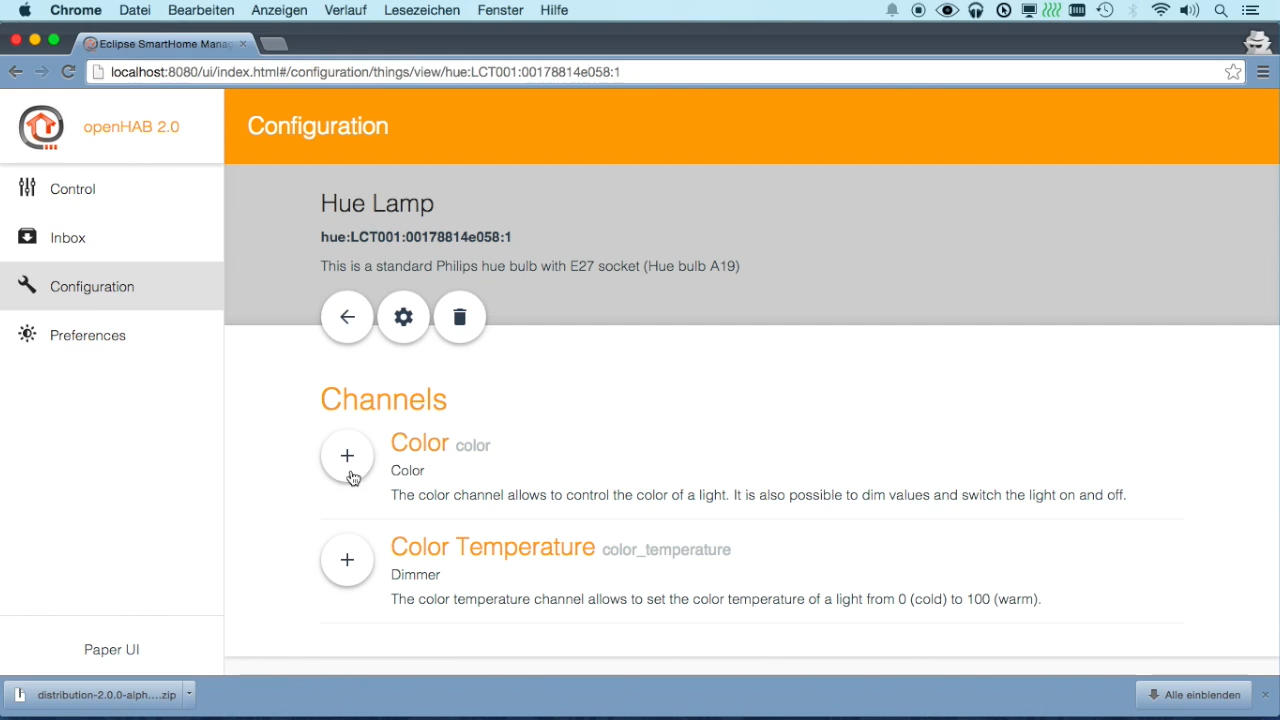 Chrome Datei Bearbeiten Anzeigen Verlauf Lesezeichen Fenster Hilfe
Eclipse SmartHome Mana
localhost:8080/ui/index.html#/configuration/things/view/hue:LCT001:00178814e058:1
openHAB 2.0
Configuration
Control
Inbox
Configuration
Preferences
Paper UI
Hue Lamp
hue:LCT001:00178814e058:1
This is a standard Philips hue bulb with E27 socket (Hue bulb A19)
Channels
Color color
Color
The color channel allows to control the color of a light. It is also possible to dim values and switch the light on and off.
Color Temperature color_temperature
Dimmer
The color temperature channel allows to set the color temperature of a light from 0 (cold) to 100 (warm).
distribution-2.0.0-alph....zip
Alle einblenden